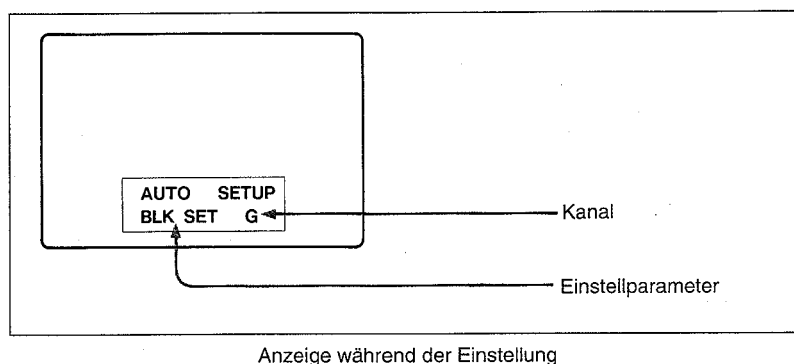 AUTO SETUP
BLK SET G
Kanal
Einstellparameter
Anzeige während der Einstellung